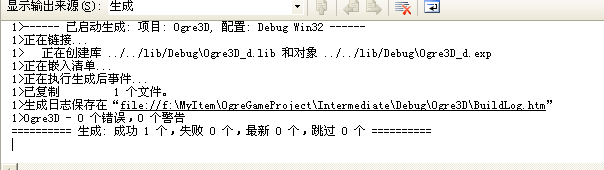 显示输出来源(S): 生成
1>------ 已启动生成: 项目: Ogre3D, 配置: Debug Win32 ------
1>正在链接...
1>   正在创建库 ../../lib/Debug\Ogre3D_d.lib 和对象 ../../lib/Debug\Ogre3D_d.exp
1>正在嵌入清单...
1>正在执行生成后事件...
1>已复制         1 个文件。
1>生成日志保存在“file://f:\MyItem\OgreGameProject\Intermediate\Debug\Ogre3D\BuildLog.htm”
1>Ogre3D - 0 个错误，0 个警告
========== 生成: 成功 1 个，失败 0 个，最新 0 个，跳过 0 个 ==========